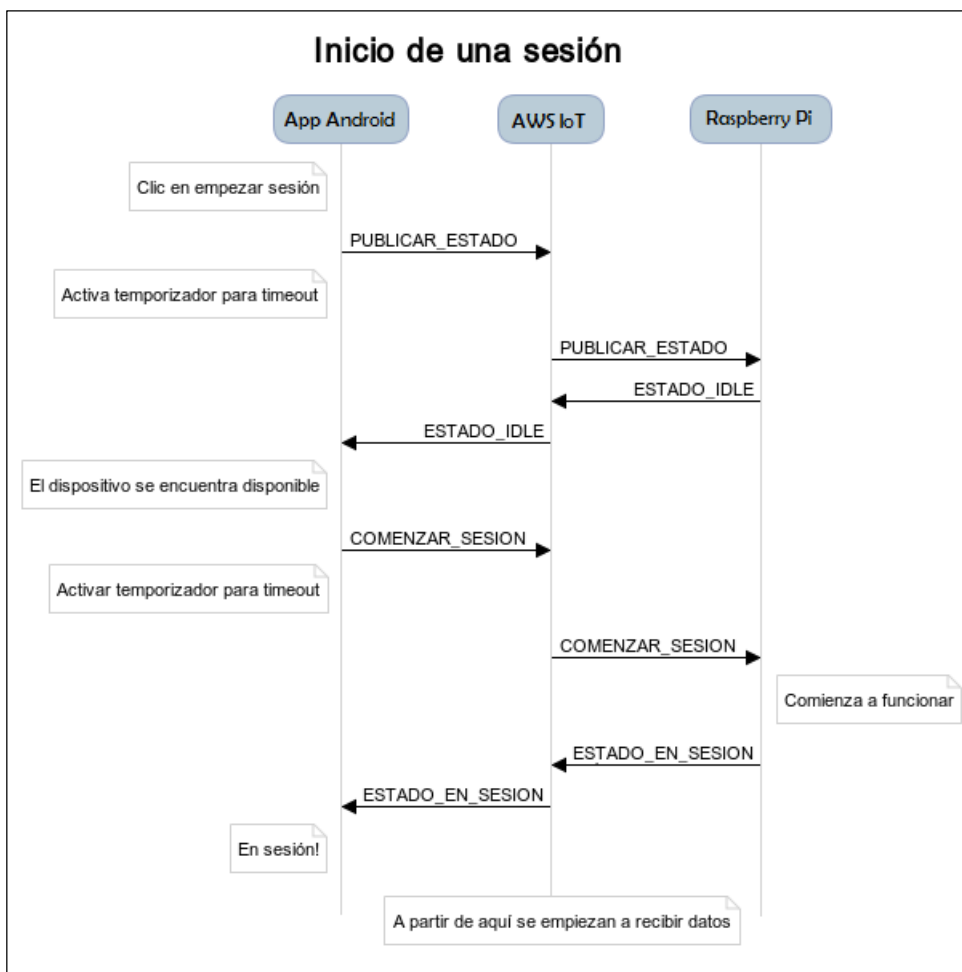 Inicio de una sesión
App Android
AWS IoT
Raspberry Pi
Clic en empezar sesión
PUBLICAR_ESTADO
Activa temporizador para timeout
PUBLICAR_ESTADO
ESTADO_IDLE
ESTADO_IDLE
El dispositivo se encuentra disponible
COMENZAR_SESION
Activar temporizador para timeout
COMENZAR_SESION
Comienza a funcionar
ESTADO_EN_SESION
ESTADO_EN_SESION
En sesión!
A partir de aquí se empiezan a recibir datos